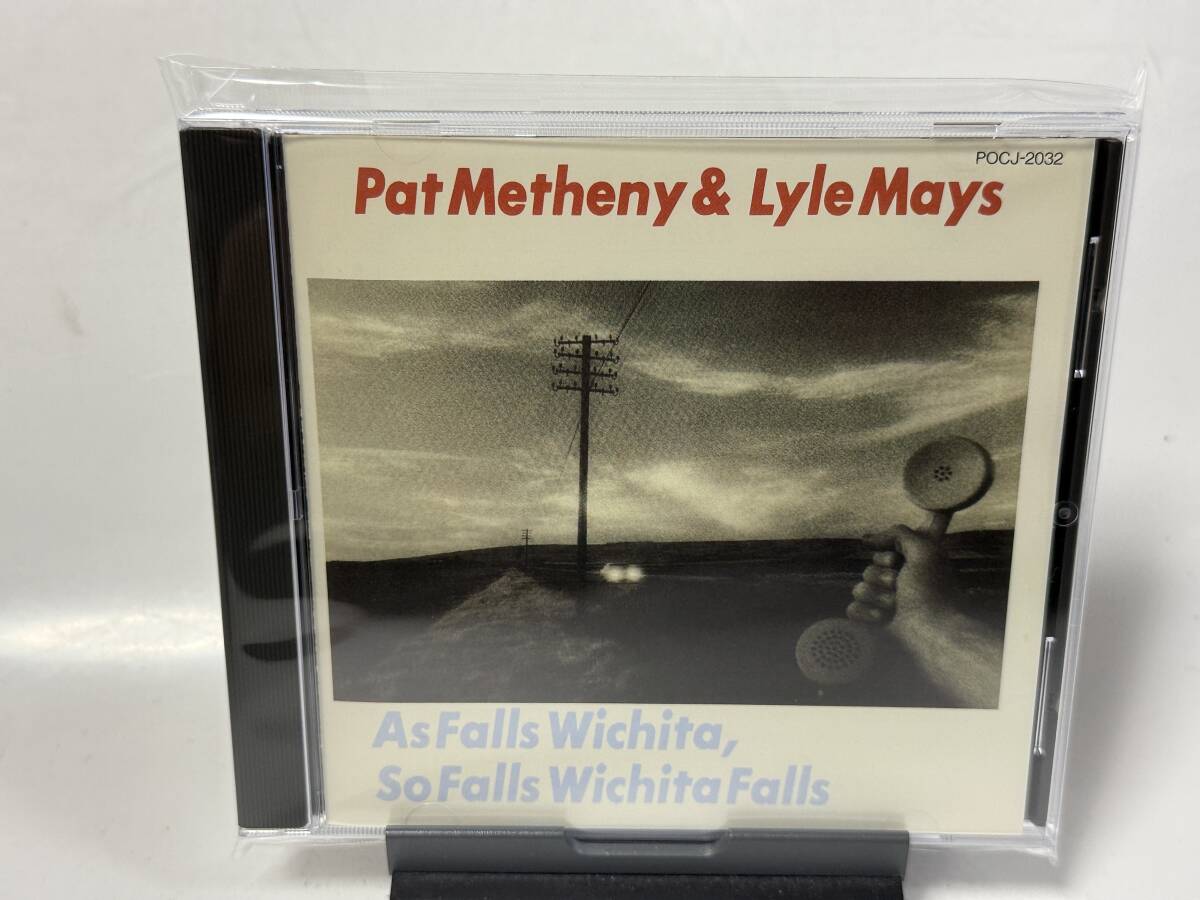 POCJ-2032
Pat Metheny & Lyle Mays
As Falls Wichita,
So Falls Wichita Falls